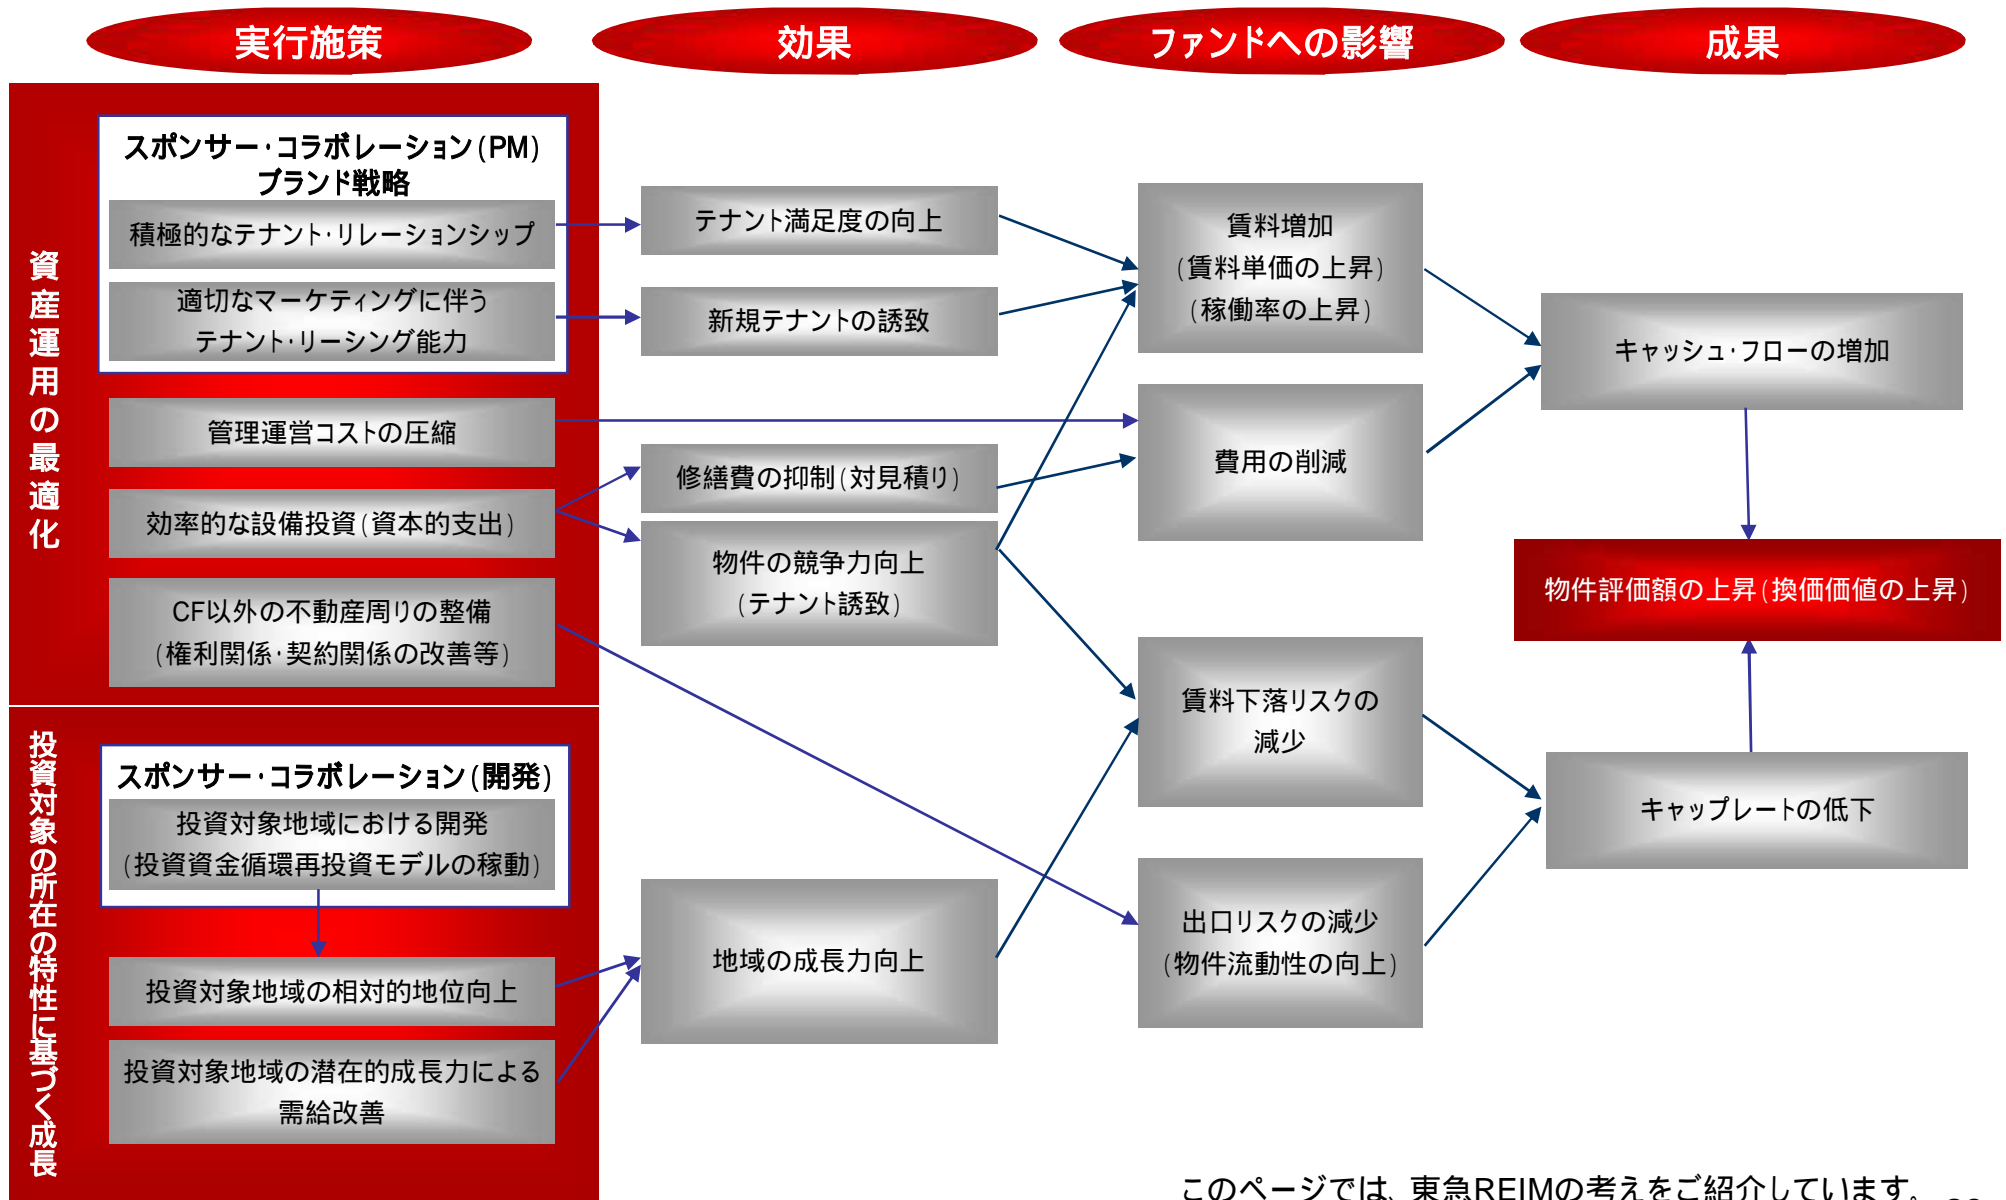 実行施策
効果
ファンドへの影響
成果
資産運用の最適化
スポンサー・コラボレーション(PM)
ブランド戦略
積極的なテナント・リレーションシップ
適切なマーケティングに伴う
テナント・リーシング能力
管理運営コストの圧縮
効率的な設備投資(資本的支出)
CF以外の不動産周りの整備
(権利関係・契約関係の改善等)
投資対象の所在の特性に基づく成長
スポンサー・コラボレーション(開発)
投資対象地域における開発
(投資資金循環再投資モデルの稼動)
投資対象地域の相対的地位向上
投資対象地域の潜在的成長力による
需給改善
テナント満足度の向上
新規テナントの誘致
修繕費の抑制(対見積り)
物件の競争力向上
(テナント誘致)
地域の成長力向上
賃料増加
(賃料単価の上昇)
(稼働率の上昇)
費用の削減
賃料下落リスクの
減少
出口リスクの減少
(物件流動性の向上)
キャッシュ・フローの増加
物件評価額の上昇(換価価値の上昇)
キャップレートの低下
このページでは、東急REIMの考えをご紹介しています。